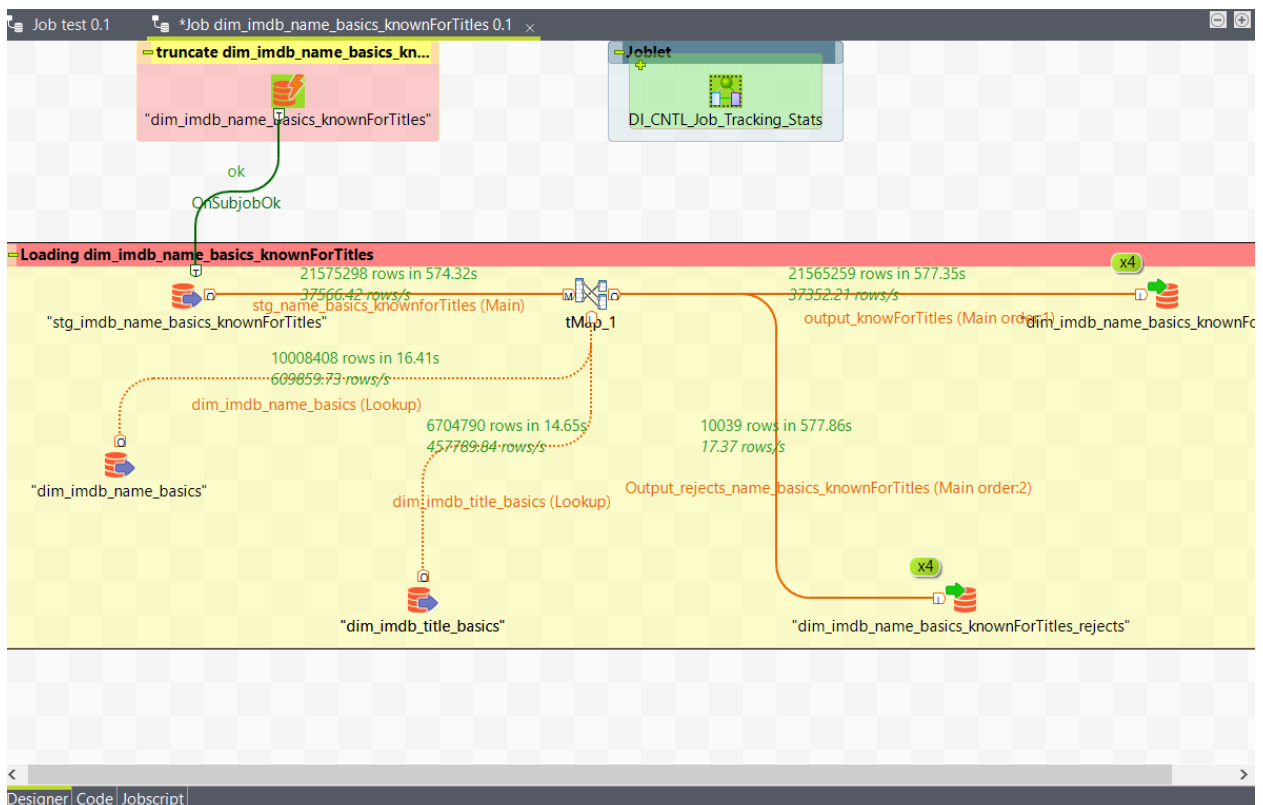 Job test 0.1
*Job dim_imdb_name_basics_knownForTitles 0.1
truncate dim_imdb_name_basics_kn...
Joblet
"dim_imdb_name_basics_knownForTitles"
DI_CNTL_Job_Tracking_Stats
ok
OnSubjobOk
Loading dim_imdb_name_basics_knownForTitles
21575298 rows in 574.32s
37566.42 rows/s
stg_name_basics_knownforTitles (Main)
21565259 rows in 577.35s
37352.21 rows/s
output_knowForTitles (Main order:1)
x4
"stg_imdb_name_basics_knownForTitles"
tMap_1
"dim_imdb_name_basics_knownFo
10008408 rows in 16.41s
609859.73 rows/s
dim_imdb_name_basics (Lookup)
6704790 rows in 14.65s
457789.84 rows/s
10039 rows in 577.86s
17.37 rows/s
"dim_imdb_name_basics"
dim_imdb_title_basics (Lookup)
Output_rejects_name_basics_knownForTitles (Main order:2)
x4
"dim_imdb_title_basics"
"dim_imdb_name_basics_knownForTitles_rejects"
Designer Code Jobscript